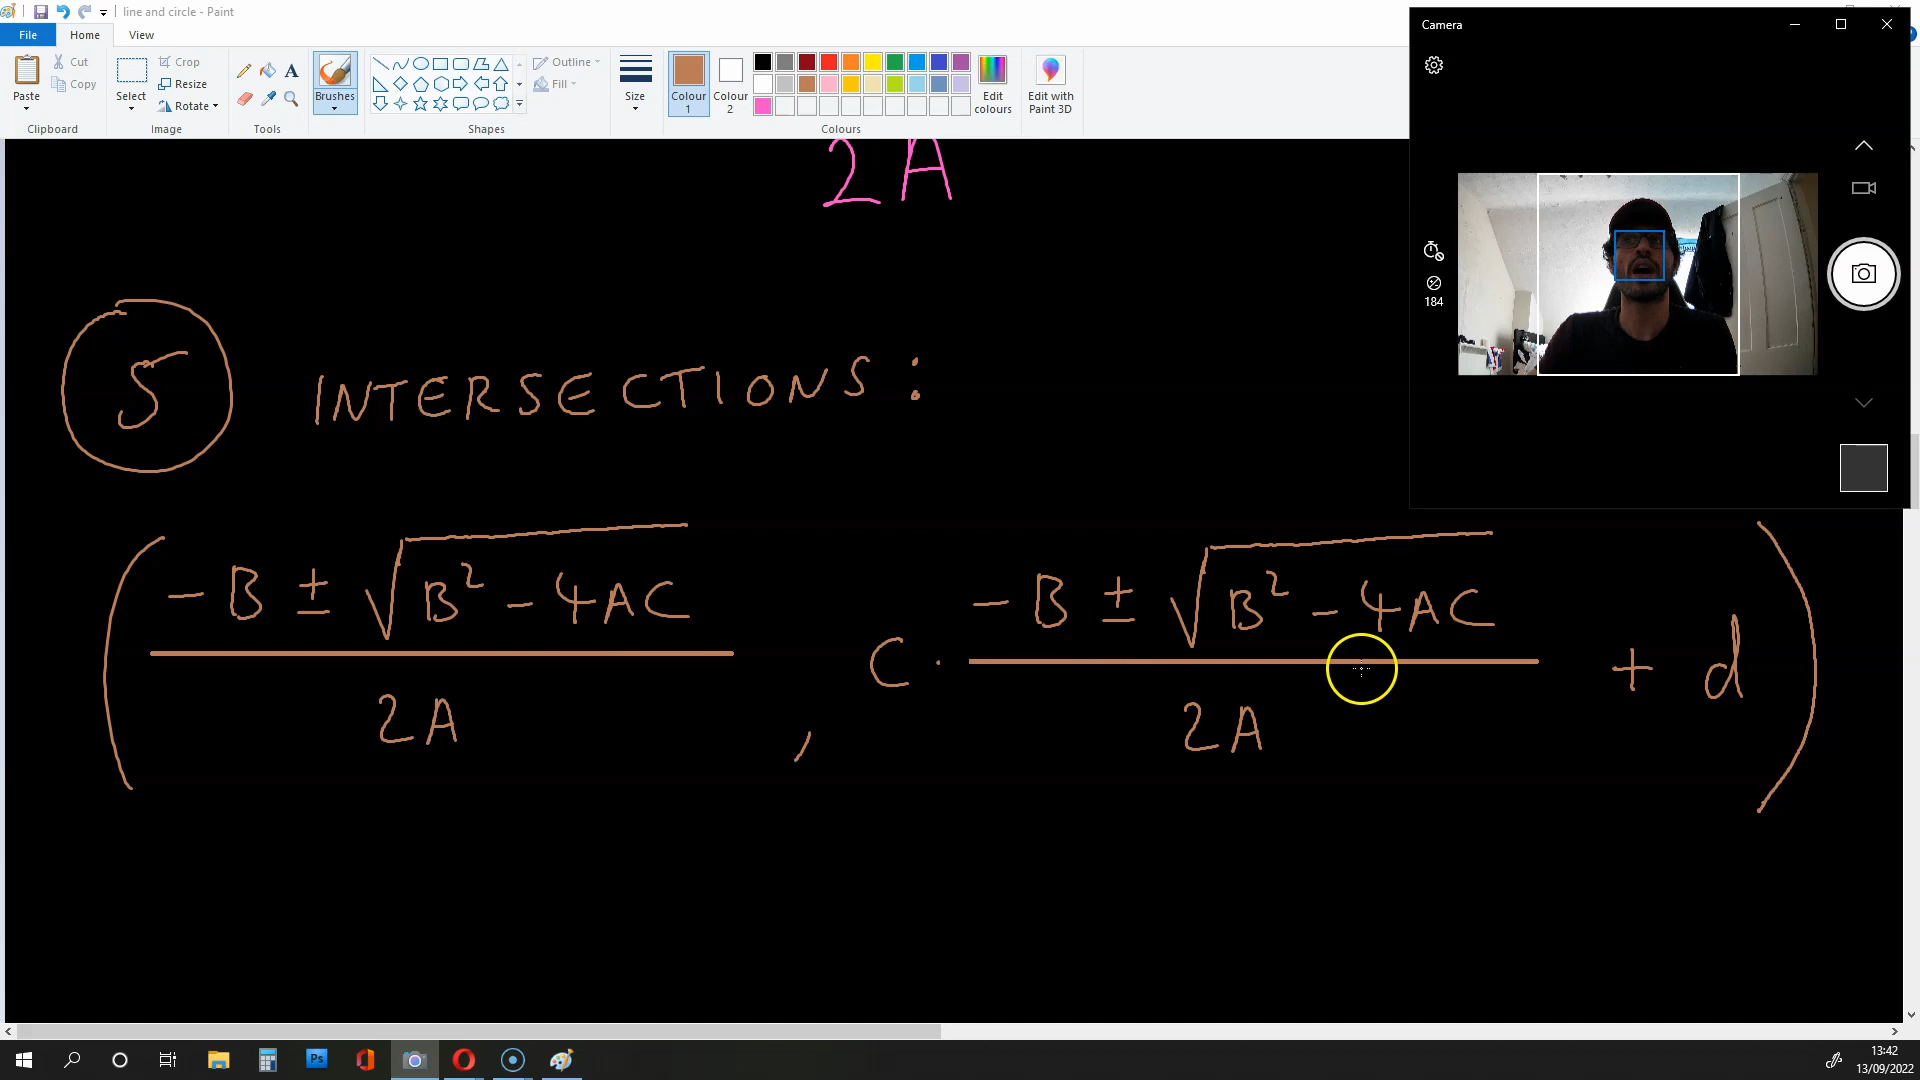 line and circle - Paint
File Home View
Paste Cut Copy Clipboard
Select Crop Resize Rotate Image
Tools
Brushes
Shapes Outline Fill
Size
Colour 1 Colour 2 Edit colours Colours
Edit with Paint 3D
Camera
184
2A
5 INTERSECTIONS:
( -B ± √B² - 4AC / 2A , C · -B ± √B² - 4AC / 2A + d )
Ps
13:42
13/09/2022